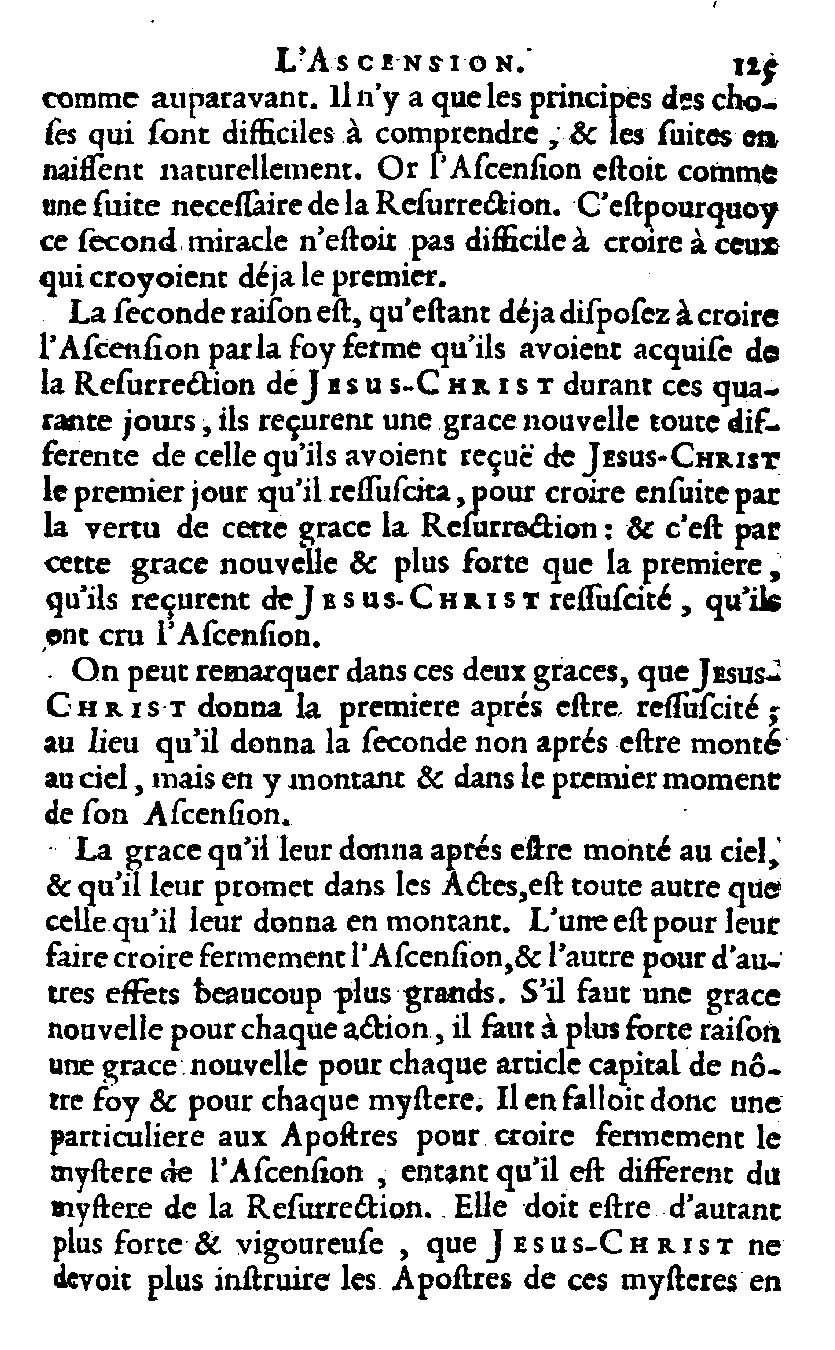 L'ASCENSION. 125
comme auparavant. Il n'y a que les principes des cho-
ſes qui ſont difficiles à comprendre, & les ſuites en
naiſſent naturellement. Or l'Aſcenſion eſtoit comme
une ſuite neceſſaire de la Reſurrection. C'eſtpourquoy
ce ſecond miracle n'eſtoit pas difficile à croire à ceux
qui croyoient déja le premier.
La ſeconde raiſon eſt, qu'eſtant déja diſpoſez à croire
l'Aſcenſion par la foy ferme qu'ils avoient acquiſe de
la Reſurrection de JESUS-CHRIST durant ces qua-
rante jours, ils reçurent une grace nouvelle toute dif-
ferente de celle qu'ils avoient reçuë de JESUS-CHRIST
le premier jour qu'il reſſuſcita, pour croire enſuite par
la vertu de cette grace la Reſurrection: & c'eſt par
cette grace nouvelle & plus forte que la premiere,
qu'ils reçurent de JESUS-CHRIST reſſuſcité, qu'ils
ont cru l'Aſcenſion.
On peut remarquer dans ces deux graces, que JESUS-
CHRIST donna la premiere aprés eſtre reſſuſcité;
au lieu qu'il donna la ſeconde non aprés eſtre monté
au ciel, mais en y montant & dans le premier moment
de ſon Aſcenſion.
La grace qu'il leur donna aprés eſtre monté au ciel,
& qu'il leur promet dans les Actes, eſt toute autre que
celle qu'il leur donna en montant. L'une eſt pour leur
faire croire fermement l'Aſcenſion, & l'autre pour d'au-
tres effets beaucoup plus grands. S'il faut une grace
nouvelle pour chaque action, il faut à plus forte raiſon
une grace nouvelle pour chaque article capital de nô-
tre foy & pour chaque myſtere. Il en falloit donc une
particuliere aux Apoſtres pour croire fermement le
myſtere de l'Aſcenſion, entant qu'il eſt different du
myſtere de la Reſurrection. Elle doit eſtre d'autant
plus forte & vigoureuſe, que JESUS-CHRIST ne
devoit plus inſtruire les Apoſtres de ces myſteres en